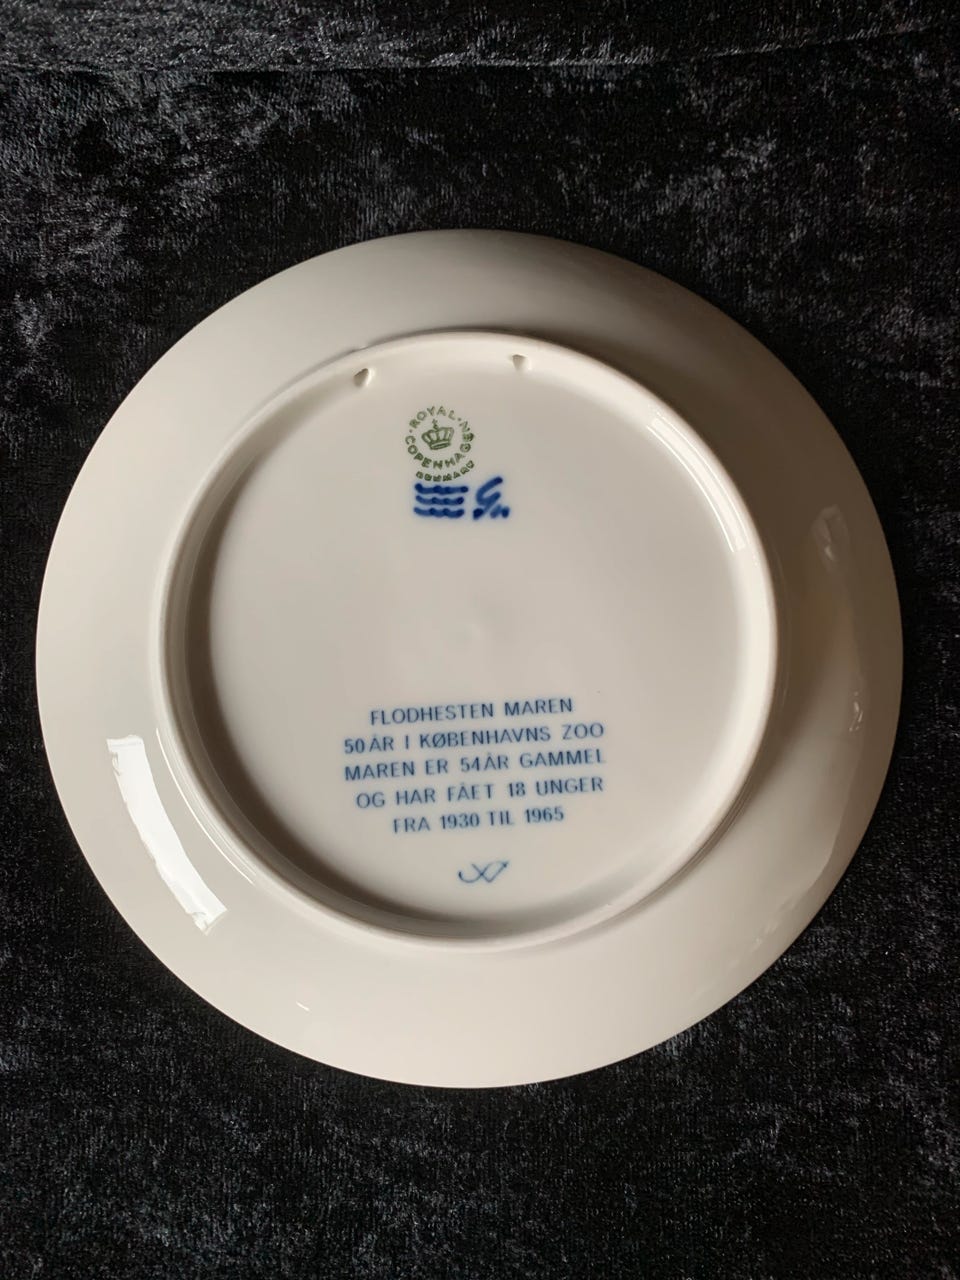 ROYAL
COPENHAGEN
DENMARK
FLODHESTEN MAREN
50 ÅR I KØBENHAVNS ZOO
MAREN ER 54 ÅR GAMMEL
OG HAR FÅET 18 UNGER
FRA 1930 TIL 1965